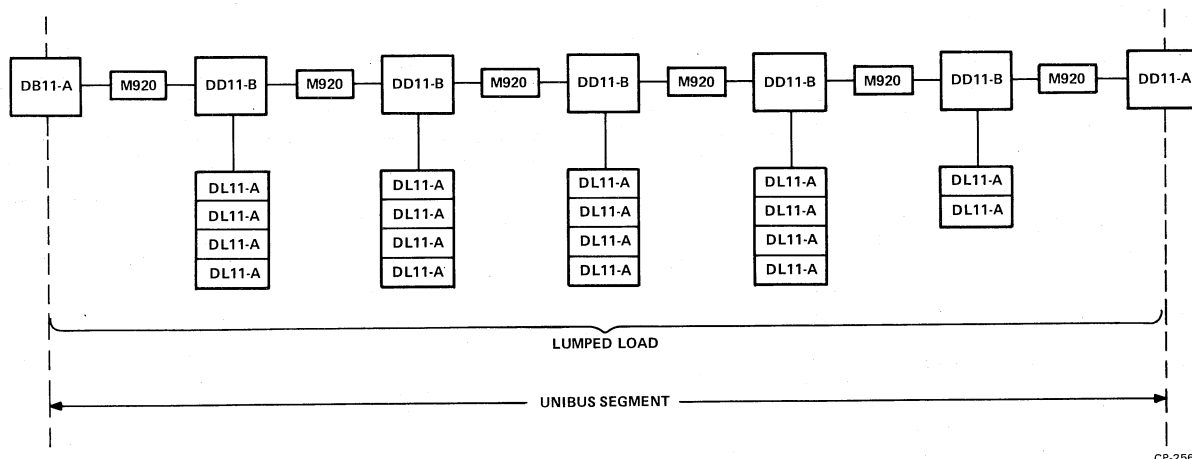 DB11-A M920 DD11-B M920 DD11-B M920 DD11-B M920 DD11-B M920 DD11-B M920 DD11-A
DL11-A DL11-A DL11-A DL11-A DL11-A
DL11-A DL11-A DL11-A DL11-A DL11-A
DL11-A DL11-A DL11-A DL11-A
DL11-A DL11-A DL11-A DL11-A
LUMPED LOAD
UNIBUS SEGMENT